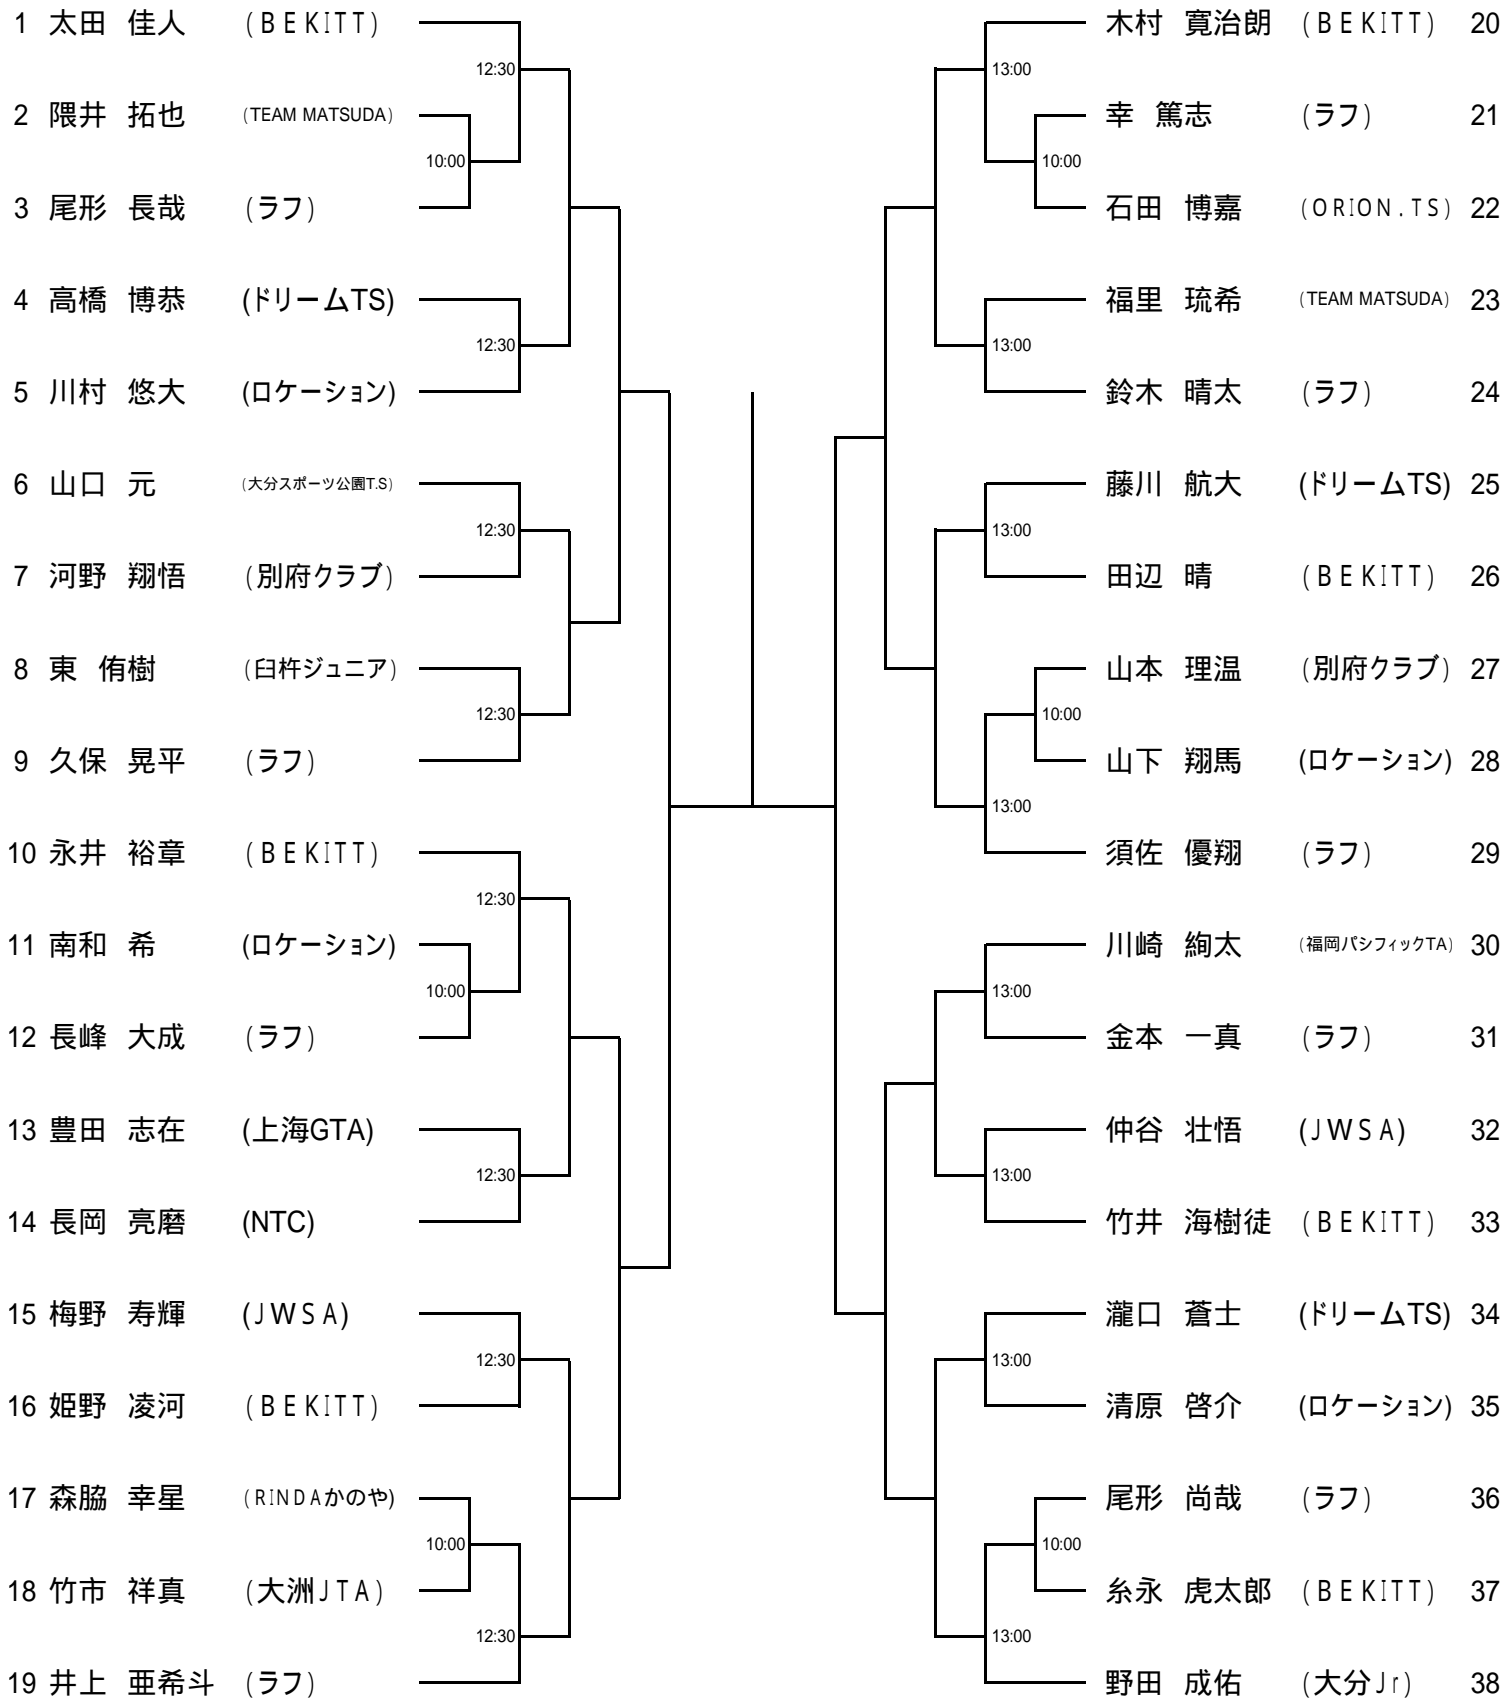 1 太田 佳人 (BEKITT)
12:30
2 隈井 拓也 (TEAM MATSUDA)
10:00
3 尾形 長哉 (ラフ)
4 高橋 博恭 (ドリームTS)
12:30
5 川村 悠大 (ロケーション)
6 山口 元 (大分スポーツ公園T.S)
12:30
7 河野 翔悟 (別府クラブ)
8 東 侑樹 (臼杵ジュニア)
12:30
9 久保 晃平 (ラフ)
10 永井 裕章 (BEKITT)
12:30
11 南和 希 (ロケーション)
10:00
12 長峰 大成 (ラフ)
13 豊田 志在 (上海GTA)
12:30
14 長岡 亮磨 (NTC)
15 梅野 寿輝 (JWSA)
12:30
16 姫野 凌河 (BEKITT)
17 森脇 幸星 (RINDAかのや)
10:00
18 竹市 祥真 (大洲JTA)
12:30
19 井上 亜希斗 (ラフ)
木村 寛治朗 (BEKITT) 20
13:00
幸 篤志 (ラフ) 21
10:00
石田 博嘉 (ORION.TS) 22
福里 琉希 (TEAM MATSUDA) 23
13:00
鈴木 晴太 (ラフ) 24
藤川 航大 (ドリームTS) 25
13:00
田辺 晴 (BEKITT) 26
山本 理温 (別府クラブ) 27
10:00
山下 翔馬 (ロケーション) 28
13:00
須佐 優翔 (ラフ) 29
川崎 絢太 (福岡パシフィックTA) 30
13:00
金本 一真 (ラフ) 31
仲谷 壮悟 (JWSA) 32
13:00
竹井 海樹徒 (BEKITT) 33
瀧口 蒼士 (ドリームTS) 34
13:00
清原 啓介 (ロケーション) 35
尾形 尚哉 (ラフ) 36
10:00
糸永 虎太郎 (BEKITT) 37
13:00
野田 成佑 (大分Jr) 38